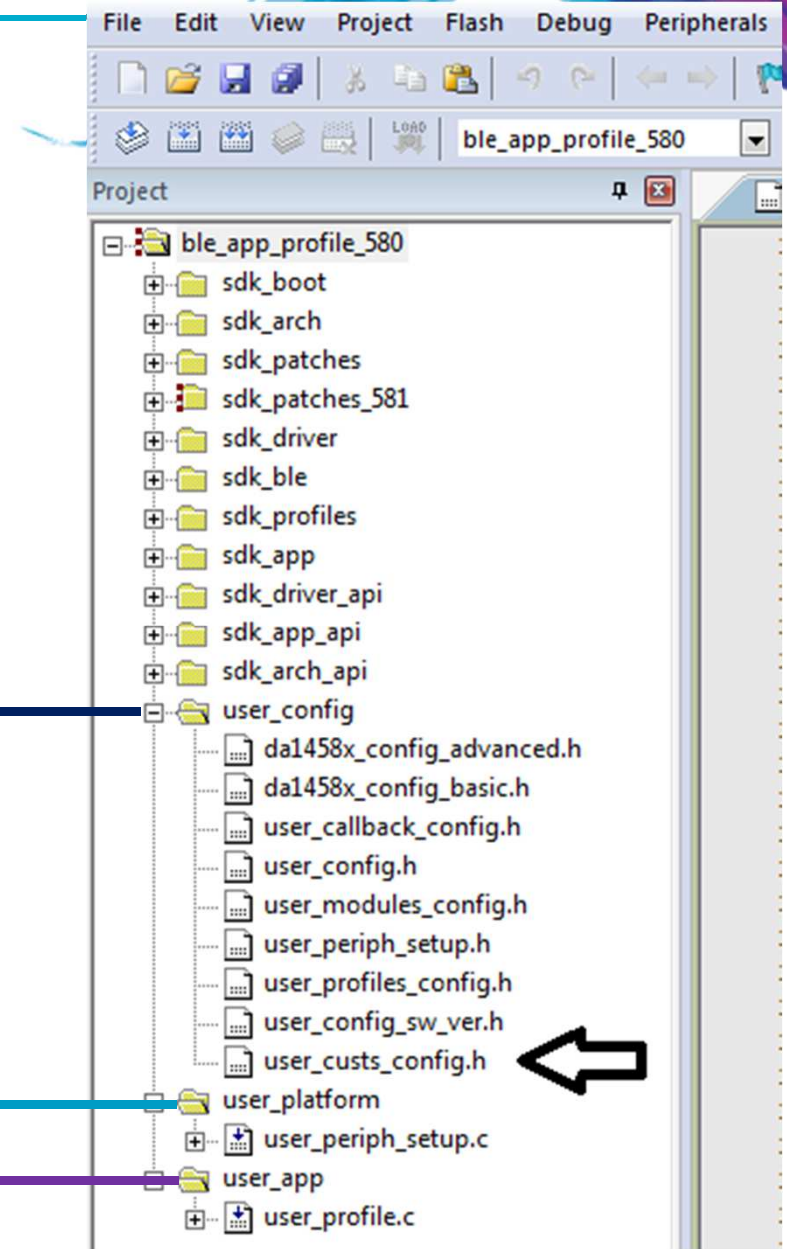 File Edit View Project Flash Debug Peripherals
LOAD ble_app_profile_580
Project
ble_app_profile_580
sdk_boot
sdk_arch
sdk_patches
sdk_patches_581
sdk_driver
sdk_ble
sdk_profiles
sdk_app
sdk_driver_api
sdk_app_api
sdk_arch_api
user_config
da1458x_config_advanced.h
da1458x_config_basic.h
user_callback_config.h
user_config.h
user_modules_config.h
user_periph_setup.h
user_profiles_config.h
user_config_sw_ver.h
user_custs_config.h
user_platform
user_periph_setup.c
user_app
user_profile.c